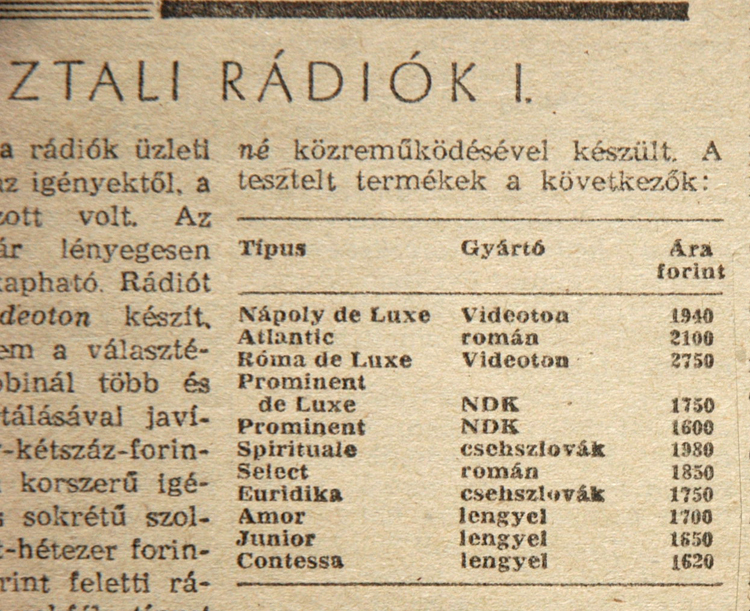 ZTALI RÁDIÓK I.
a rádiók üzleti
az igényektől, a
zott volt. Az
ár lényegesen
kapható. Rádiót
deoton készít,
em a választé-
bbinál több és
tálásával javí-
-kétszáz-forin-
korszerű igé-
s sokrétű szol-
t-hétezer forin-
rint feletti rá-
né közreműködésével készült. A
tesztelt termékek a következők:
Típus Gyártó Ára
forint
Nápoly de Luxe Videoton 1940
Atlantic román 2100
Róma de Luxe Videoton 2750
Prominent
de Luxe NDK 1750
Prominent NDK 1600
Spirituale csehszlovák 1980
Select román 1850
Euridika csehszlovák 1750
Amor lengyel 1700
Junior lengyel 1650
Contessa lengyel 1620